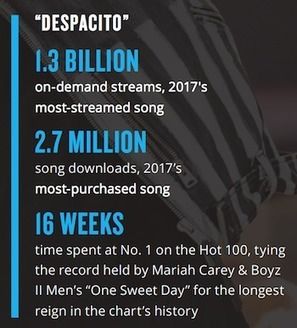 “DESPACITO”
1.3 BILLION
on-demand streams, 2017's
most-streamed song
2.7 MILLION
song downloads, 2017's
most-purchased song
16 WEEKS
time spent at No. 1 on the Hot 100, tying
the record held by Mariah Carey & Boyz
II Men's “One Sweet Day” for the longest
reign in the chart's history